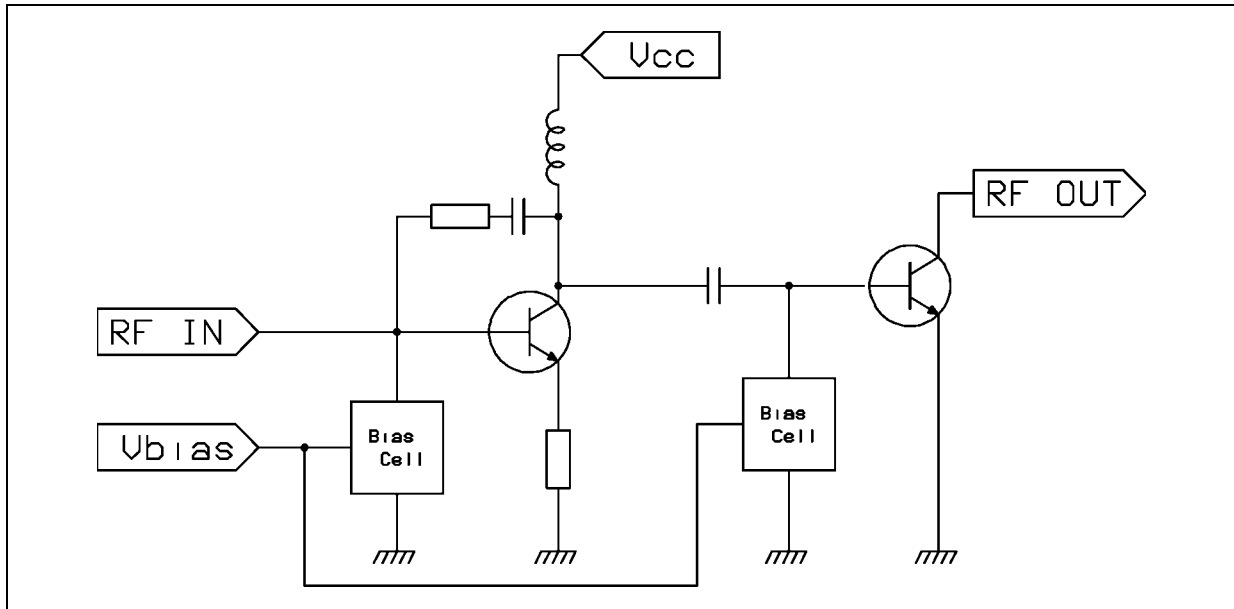 Vcc
RF OUT
RF IN
Vbias
Bias
Cell
Bias
Cell